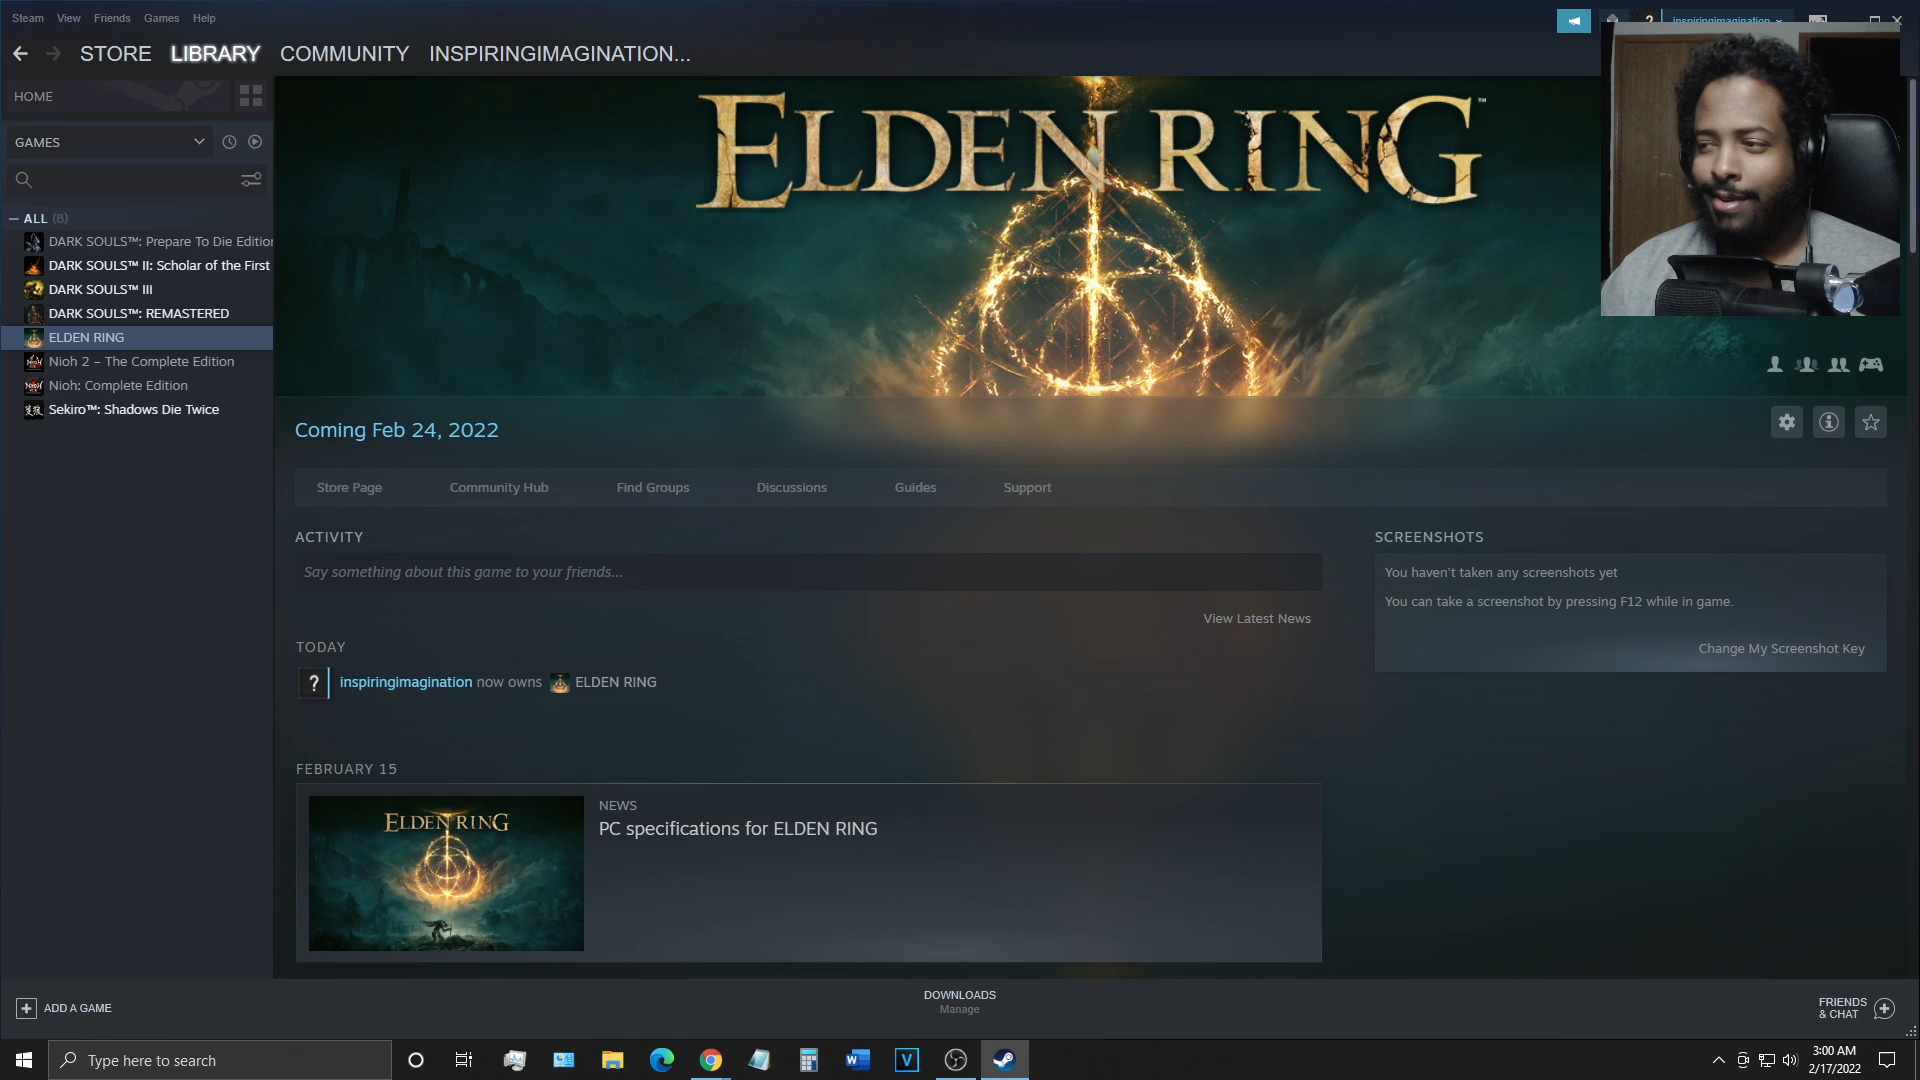 Steam View Friends Games Help
inspiringimagination
STORE LIBRARY COMMUNITY INSPIRINGIMAGINATION...
HOME
GAMES
ALL (8)
DARK SOULS™: Prepare To Die Edition
DARK SOULS™ II: Scholar of the First
DARK SOULS™ III
DARK SOULS™: REMASTERED
ELDEN RING
Nioh 2 – The Complete Edition
Nioh: Complete Edition
Sekiro™: Shadows Die Twice
ELDEN RING™
Coming Feb 24, 2022
Store Page Community Hub Find Groups Discussions Guides Support
ACTIVITY
Say something about this game to your friends...
View Latest News
TODAY
? inspiringimagination now owns ELDEN RING
FEBRUARY 15
ELDEN RING
NEWS
PC specifications for ELDEN RING
SCREENSHOTS
You haven't taken any screenshots yet
You can take a screenshot by pressing F12 while in game.
Change My Screenshot Key
ADD A GAME
DOWNLOADS
Manage
FRIENDS
& CHAT
Type here to search
3:00 AM
2/17/2022